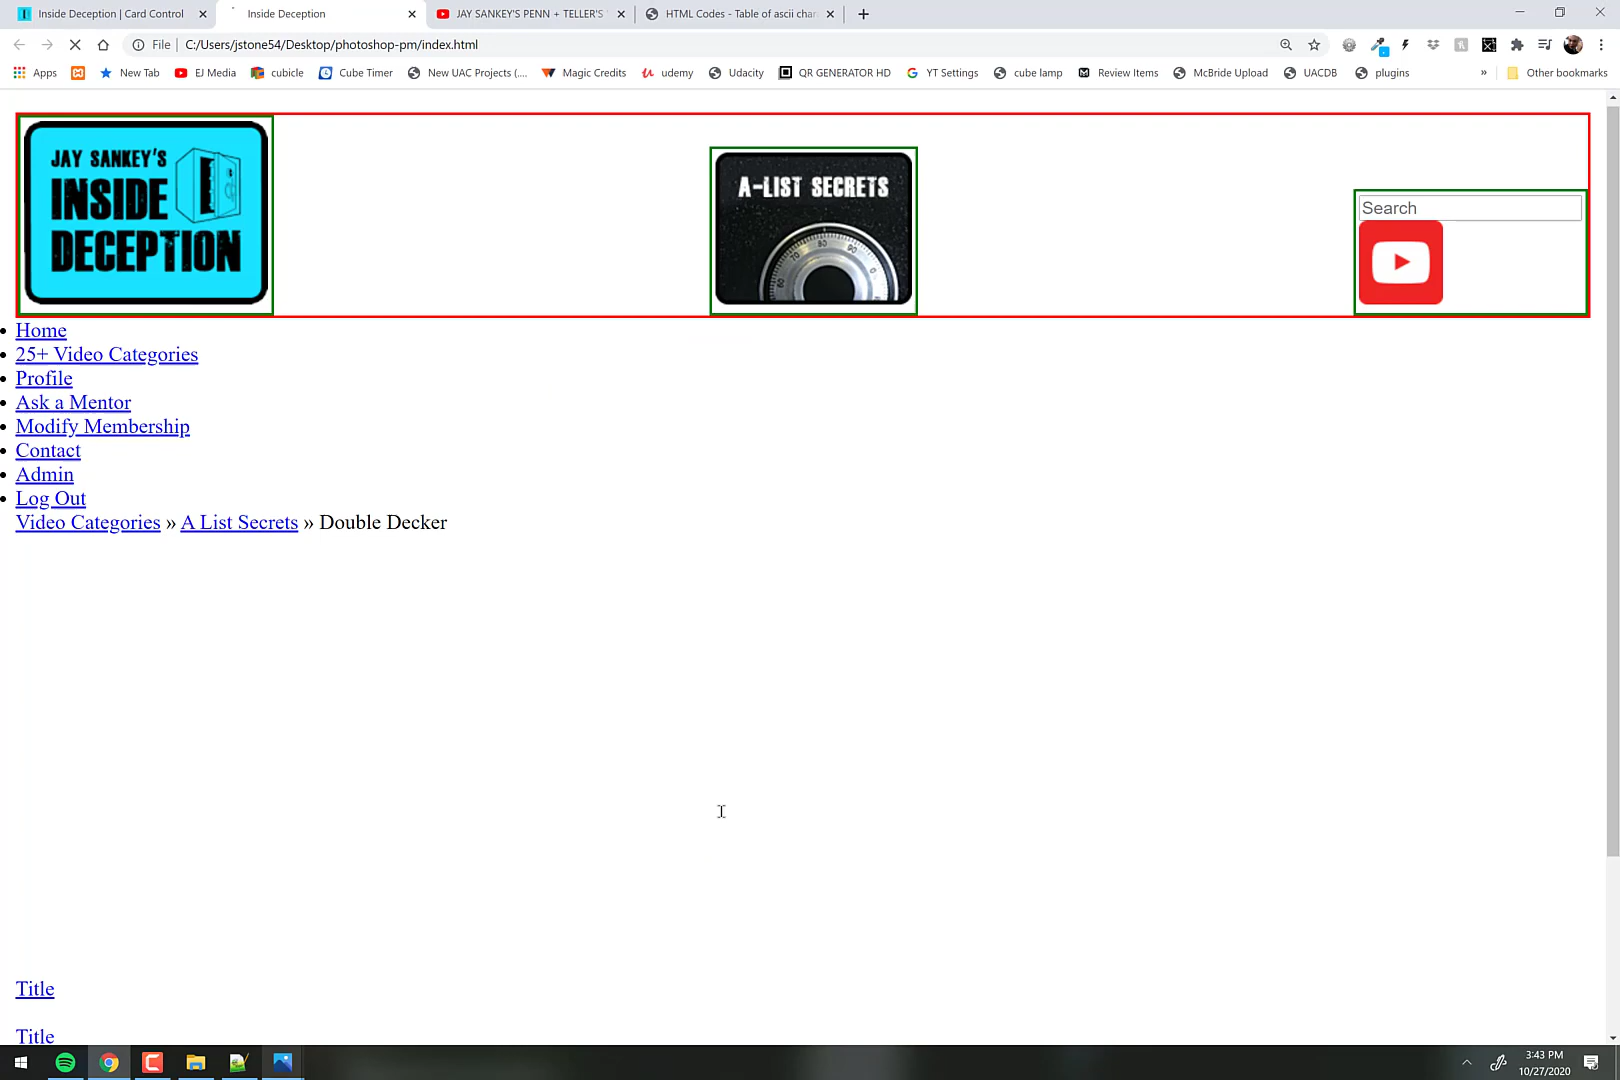 Inside Deception | Card Control
Inside Deception
JAY SANKEY'S PENN + TELLER'S
HTML Codes - Table of ascii char
File
C:/Users/jstone54/Desktop/photoshop-pm/index.html
Apps
New Tab
EJ Media
cubicle
Cube Timer
New UAC Projects (....
Magic Credits
udemy
Udacity
QR GENERATOR HD
YT Settings
cube lamp
Review Items
McBride Upload
UACDB
plugins
»
Other bookmarks
JAY SANKEY'S
INSIDE
DECEPTION
A-LIST SECRETS
Search
Home
25+ Video Categories
Profile
Ask a Mentor
Modify Membership
Contact
Admin
Log Out
Video Categories » A List Secrets » Double Decker
Title
Title
3:43 PM
10/27/2020